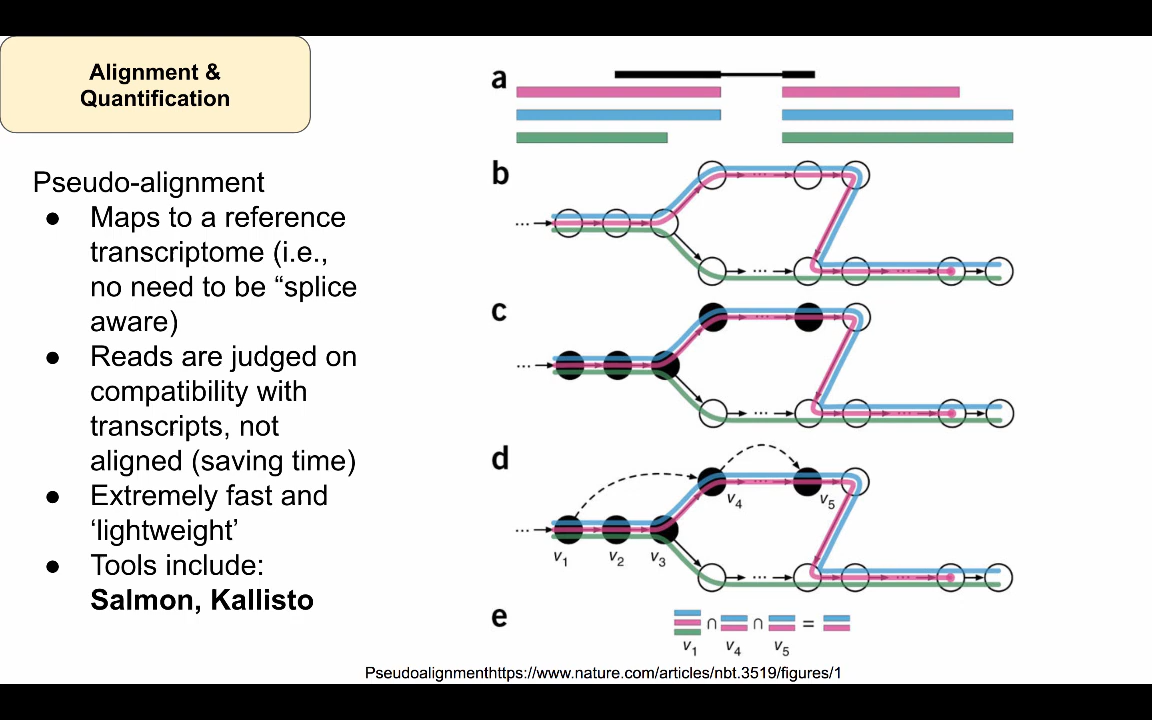 Alignment &
Quantification
Pseudo-alignment
● Maps to a reference
transcriptome (i.e.,
no need to be “splice
aware)
● Reads are judged on
compatibility with
transcripts, not
aligned (saving time)
● Extremely fast and
‘lightweight’
● Tools include:
Salmon, Kallisto
a
b
...
...
...
...
c
...
...
...
...
d
...
v4
v5
...
v1
v2
v3
...
...
e
∩ ∩ =
v1 v4 v5
Pseudoalignmenthttps://www.nature.com/articles/nbt.3519/figures/1